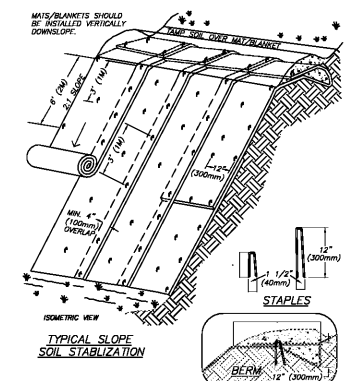 MATS/BLANKETS SHOULD
BE INSTALLED VERTICALLY
DOWNSLOPE.
TAMP SOIL OVER MAT/BLANKET
6' (2M)
2:1 SLOPE
3' (1M)
3' (1M)
12"
(300mm)
MIN. 4"
(100mm)
OVERLAP
12"
(300mm)
1 1/2"
(40mm)
STAPLES
ISOMETRIC VIEW
TYPICAL SLOPE
SOIL STABLIZATION
BERM
12" (300mm)